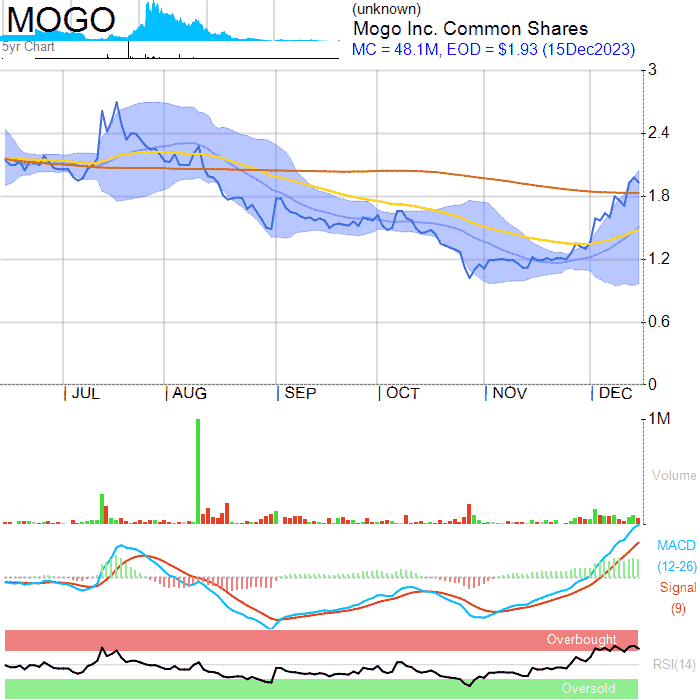 MOGO
5yr Chart
(unknown)
Mogo Inc. Common Shares
MC = 48.1M, EOD = $1.93 (15Dec2023)
3
2.4
1.8
1.2
0.6
0
JUL AUG SEP OCT NOV DEC
1M
Volume
MACD
(12-26)
Signal
(9)
Overbought
RSI(14)
Oversold